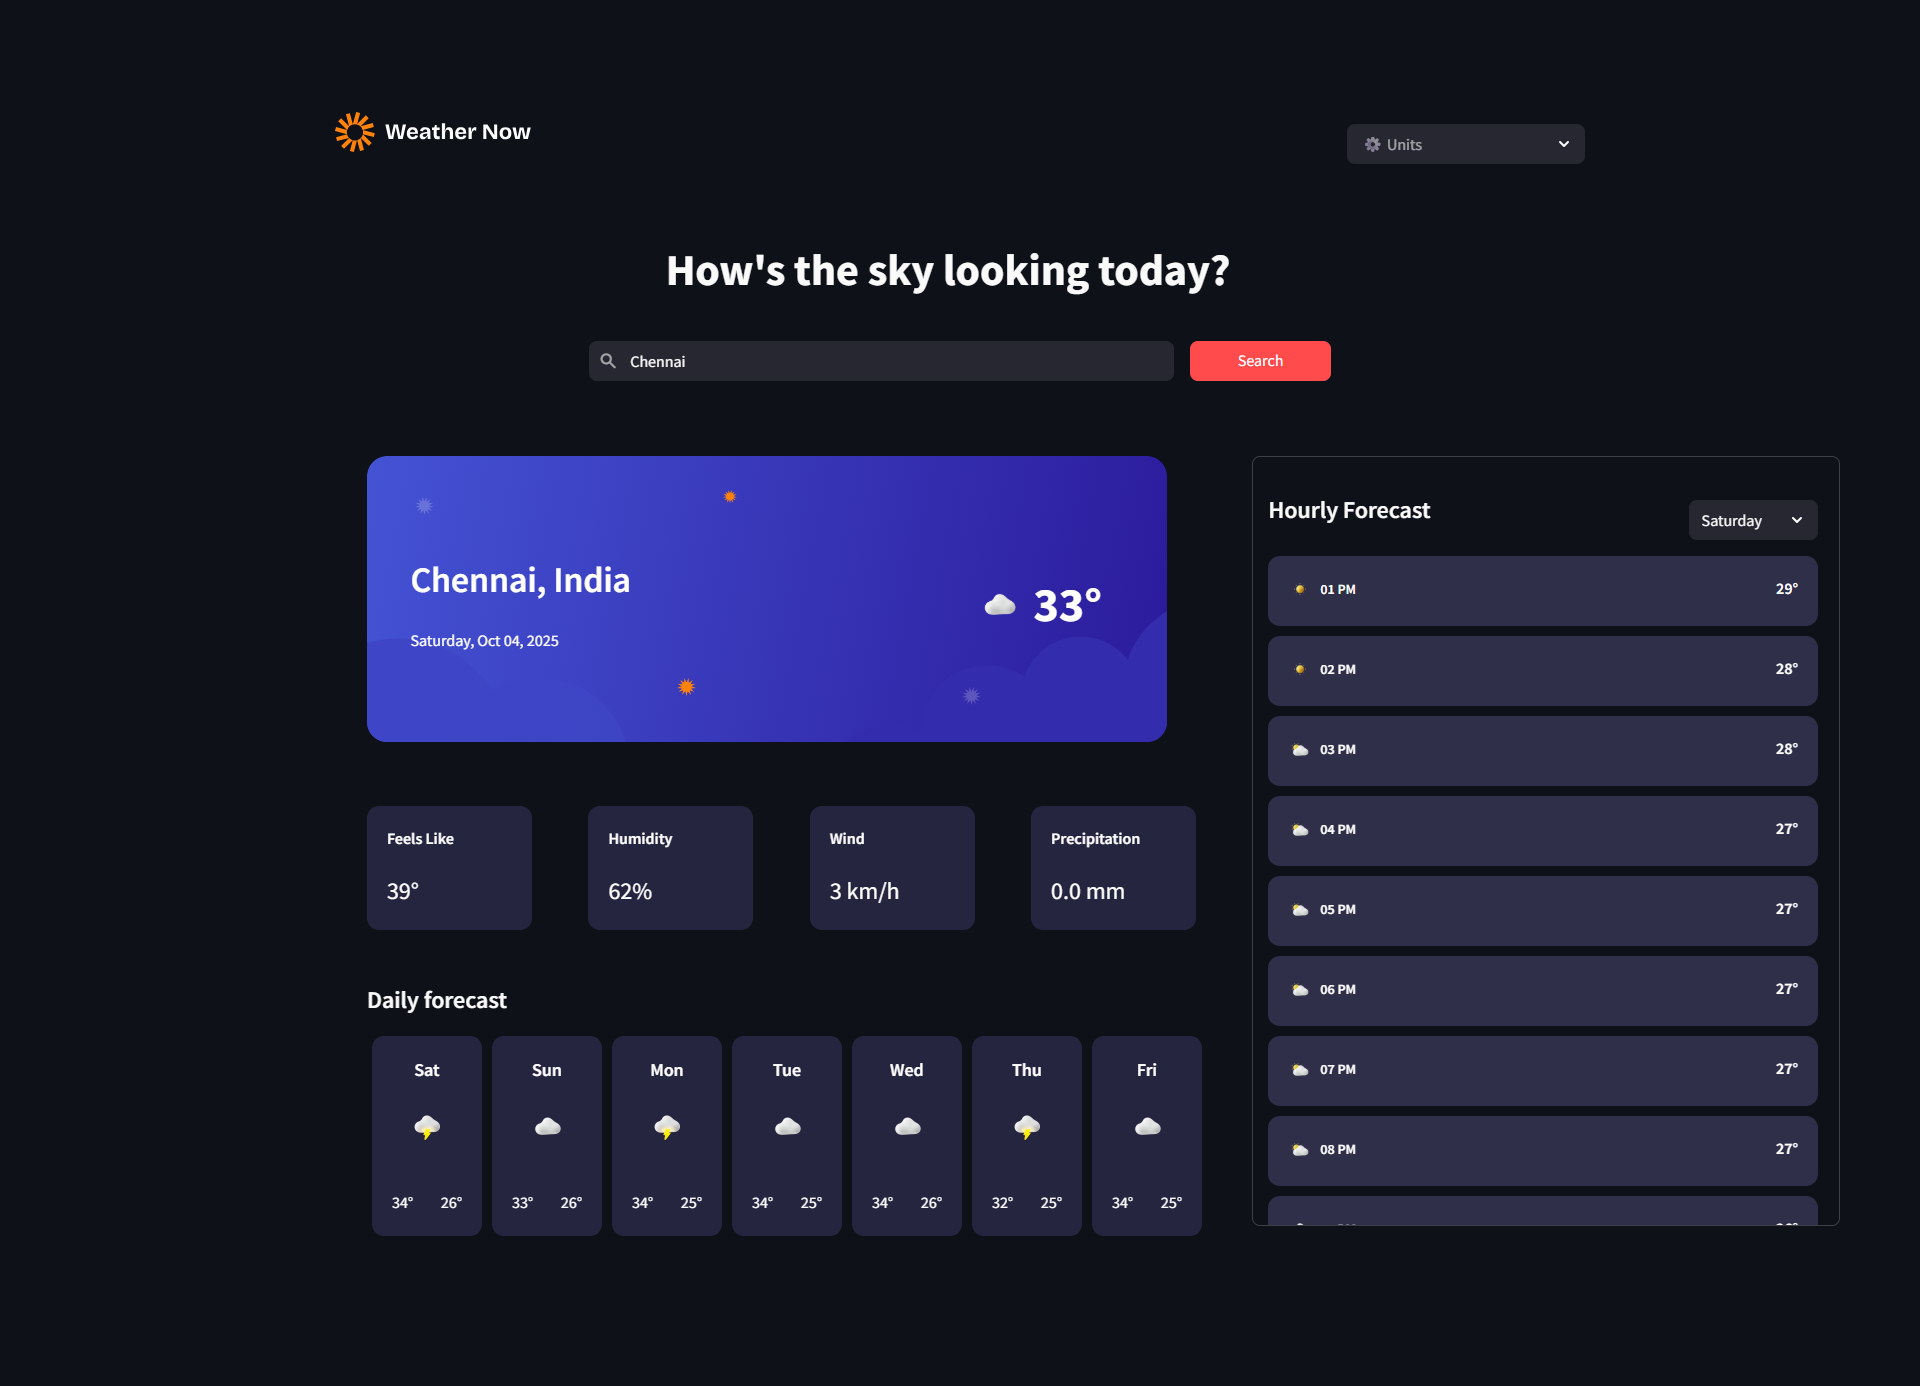 Weather Now
Units
How's the sky looking today?
Chennai
Search
Chennai, India
Saturday, Oct 04, 2025
33°
Feels Like
39°
Humidity
62%
Wind
3 km/h
Precipitation
0.0 mm
Daily forecast
Sat
34° 26°
Sun
33° 26°
Mon
34° 25°
Tue
34° 25°
Wed
34° 26°
Thu
32° 25°
Fri
34° 25°
Hourly Forecast
Saturday
01 PM 29°
02 PM 28°
03 PM 28°
04 PM 27°
05 PM 27°
06 PM 27°
07 PM 27°
08 PM 27°